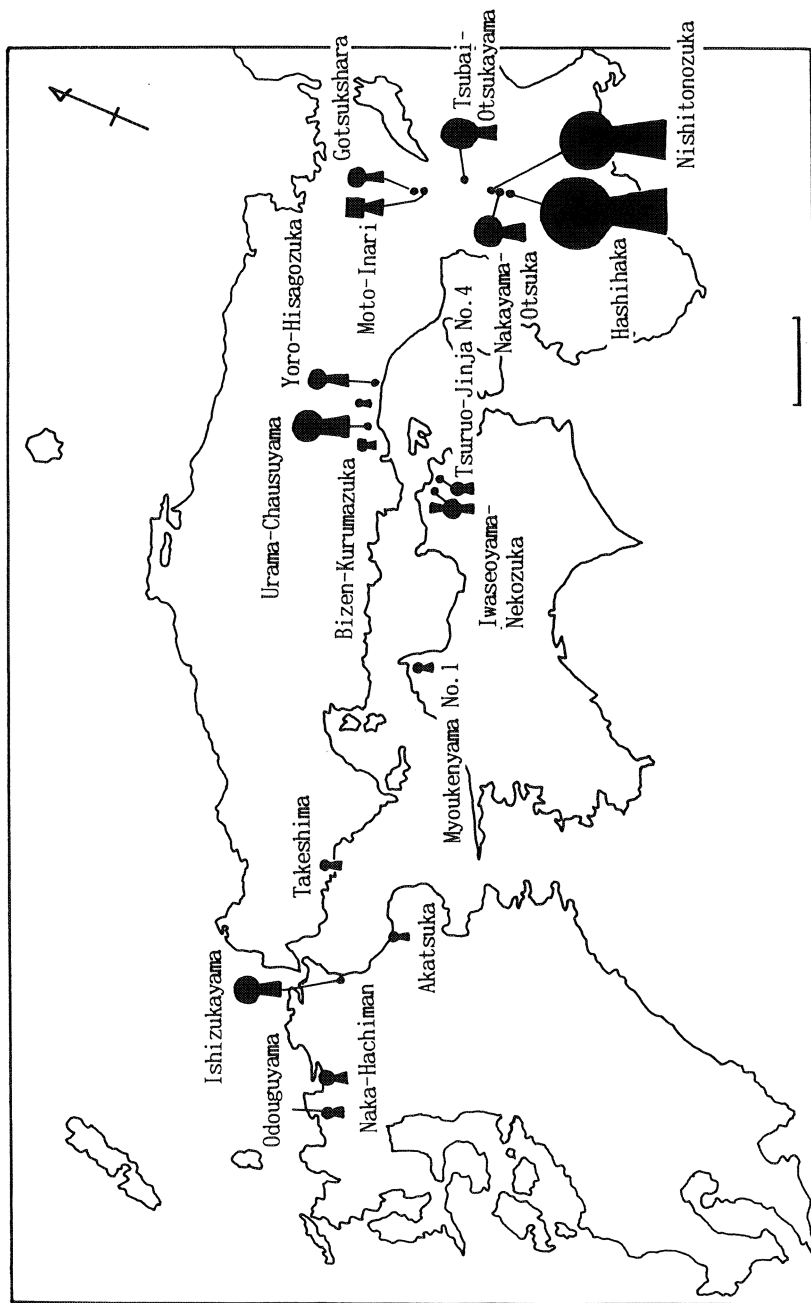 Gotsukshara
Tsubai-
Otsukayama
Moto-Inari
Nishitonozuka
Yoro-Hisagozuka
Nakayama-
Otsuka
Hashihaka
Urama-Chausuyama
Tsuruo-Jinja No.4
Bizen-Kurumazuka
Iwaseoyama-
Nekozuka
Myoukenyama No.1
Takeshima
Akatsuka
Ishizukayama
Odouguyama
Naka-Hachiman